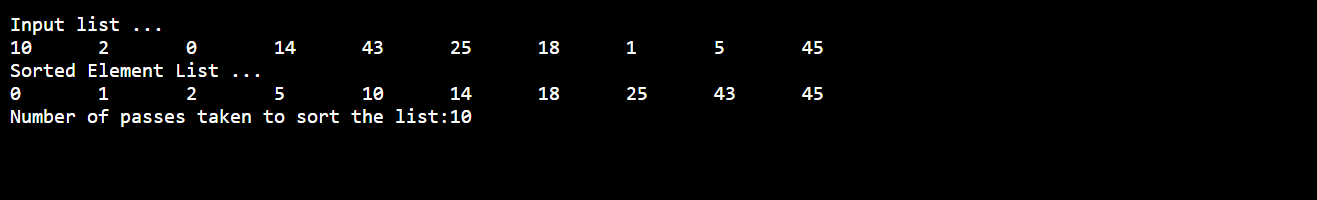 Input list ...
10 2 0 14 43 25 18 1 5 45
Sorted Element List ...
0 1 2 5 10 14 18 25 43 45
Number of passes taken to sort the list:10